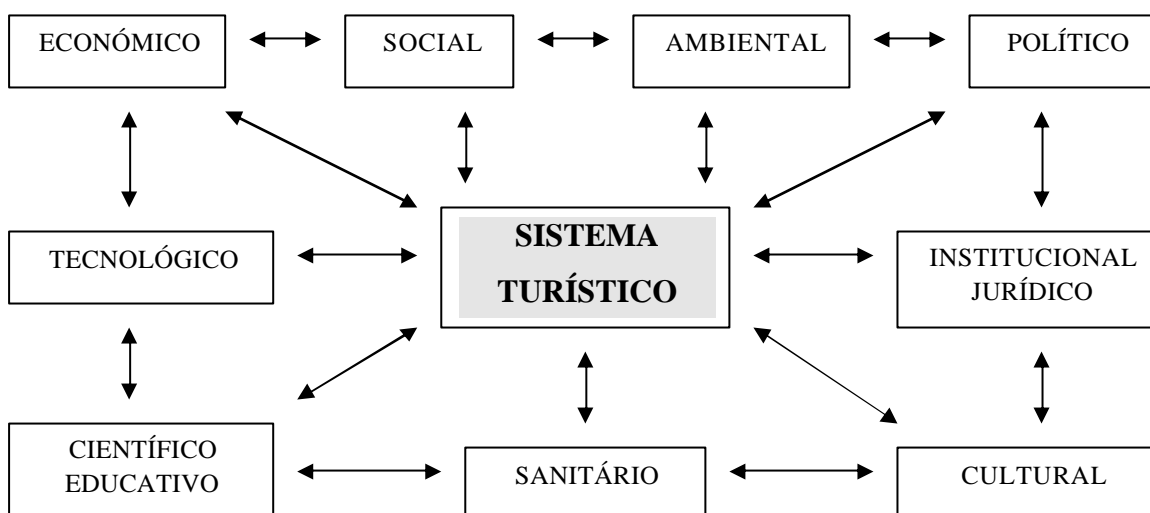 ECONÓMICO
SOCIAL
AMBIENTAL
POLÍTICO
TECNOLÓGICO
SISTEMA
TURÍSTICO
INSTITUCIONAL
JURÍDICO
CIENTÍFICO
EDUCATIVO
SANITÁRIO
CULTURAL